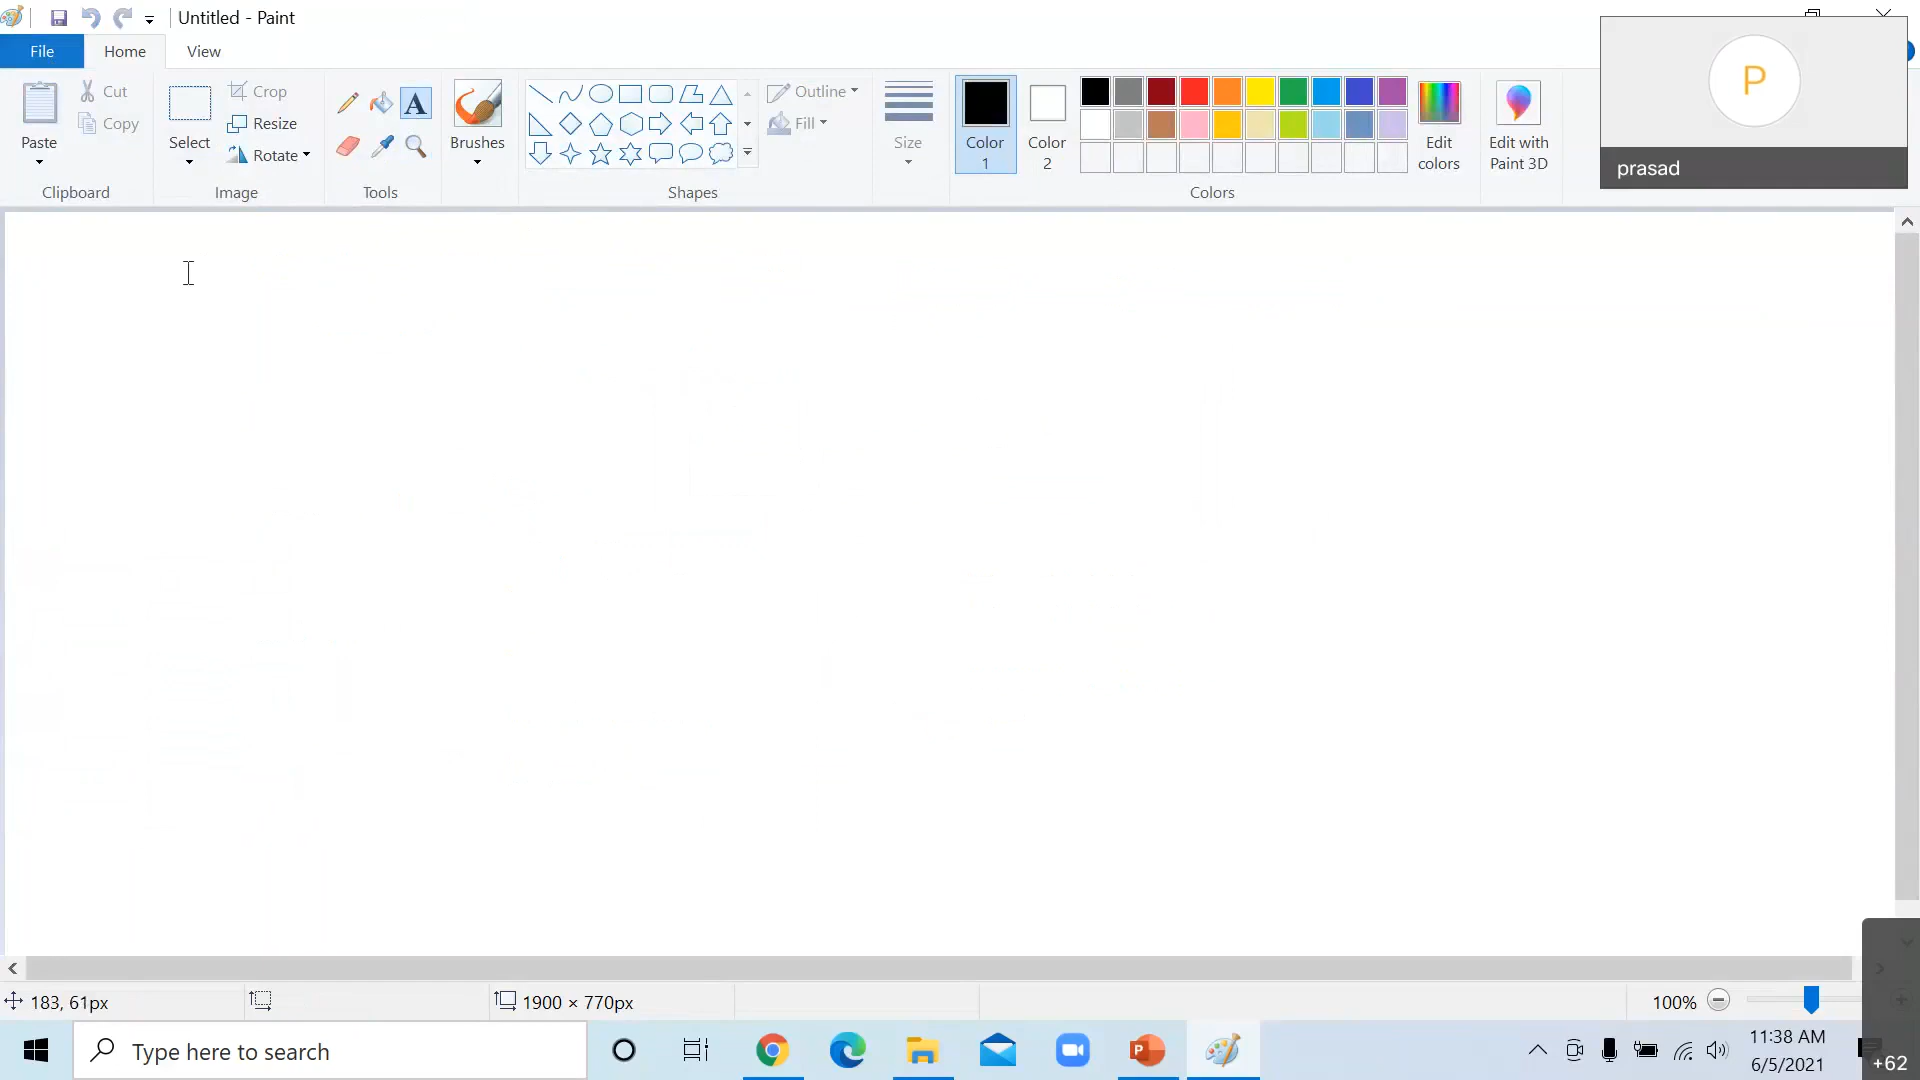 Untitled - Paint
File
Home
View
Paste
Cut
Copy
Clipboard
Select
Crop
Resize
Rotate
Image
A
Tools
Brushes
Shapes
Outline
Fill
Size
Color
1
Color
2
Colors
Edit
colors
Edit with
Paint 3D
P
prasad
183, 61px
1900 × 770px
100%
Type here to search
P
11:38 AM
6/5/2021
+62